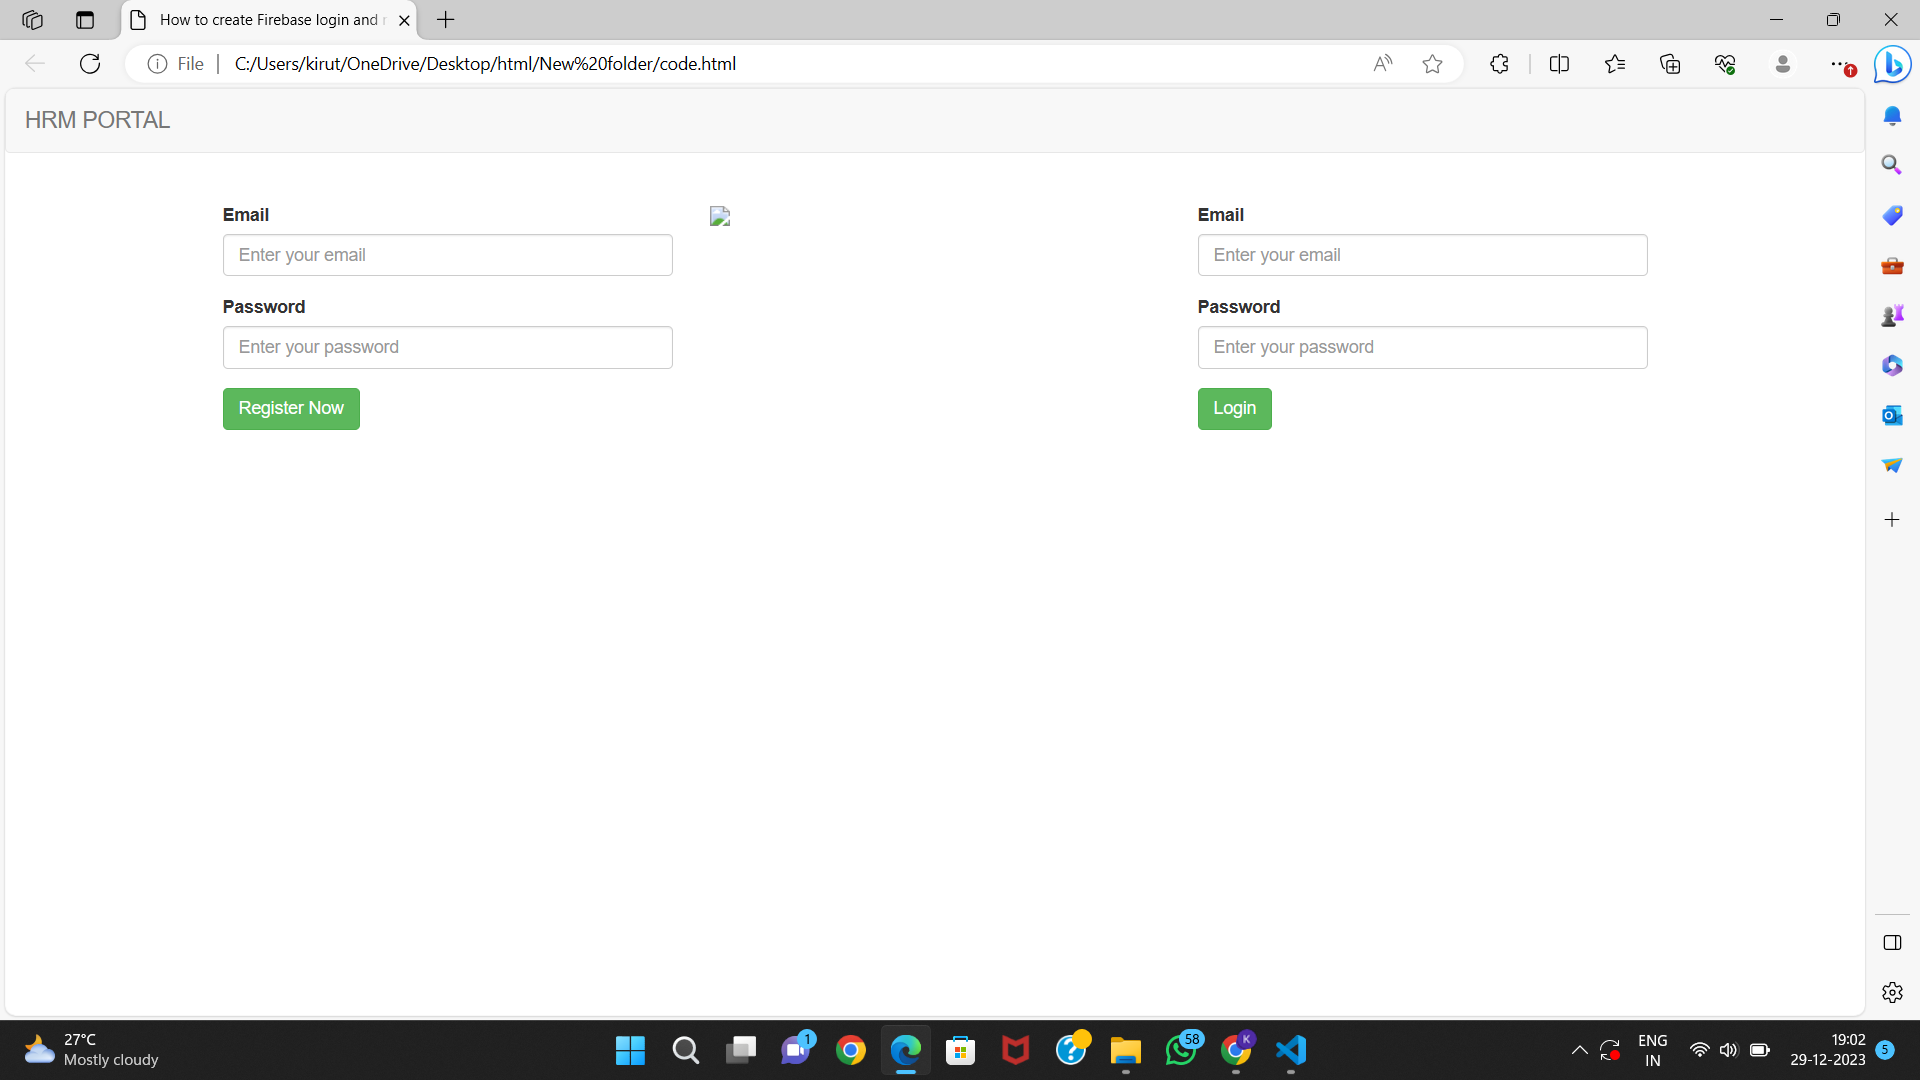 How to create Firebase login and
File
C:/Users/kirut/OneDrive/Desktop/html/New%20folder/code.html
HRM PORTAL
Email
Enter your email
Password
Enter your password
Register Now
Email
Enter your email
Password
Enter your password
Login
27°C
Mostly cloudy
1
58
K
ENG
IN
19:02
29-12-2023
5